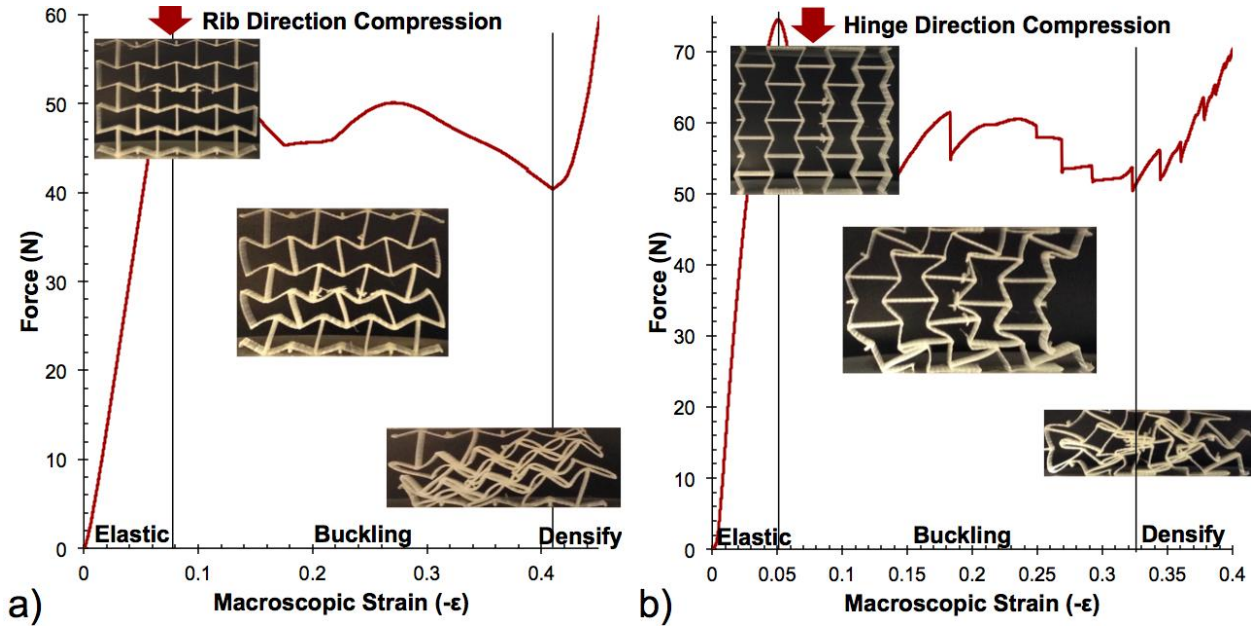 Rib Direction Compression
60
50
40
30
20
10
0
Force (N)
Elastic
Buckling
Densify
0
0.1
0.2
0.3
0.4
Macroscopic Strain (-ε)
a)
Hinge Direction Compression
70
60
50
40
30
20
10
0
Force (N)
Elastic
Buckling
Densify
0
0.05
0.1
0.15
0.2
0.25
0.3
0.35
0.4
Macroscopic Strain (-ε)
b)